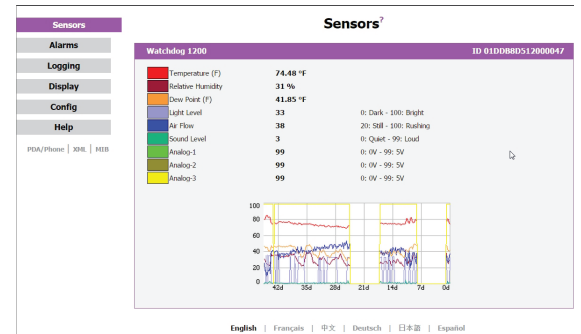 Sensors
Sensors?
Alarms
Logging
Display
Config
Help
PDA/Phone | XML | MIB
Watchdog 1200 ID 01DDB8D512000047
Temperature (F) 74.48 °F
Relative Humidity 31 %
Dew Point (F) 41.85 °F
Light Level 33 0: Dark - 100: Bright
Air Flow 38 20: Still - 100: Rushing
Sound Level 3 0: Quiet - 99: Loud
Analog-1 99 0: 0V - 99: 5V
Analog-2 99 0: 0V - 99: 5V
Analog-3 99 0: 0V - 99: 5V
100
80
60
40
20
0
42d 35d 28d 21d 14d 7d 0d
English | Français | 中文 | Deutsch | 日本語 | Español